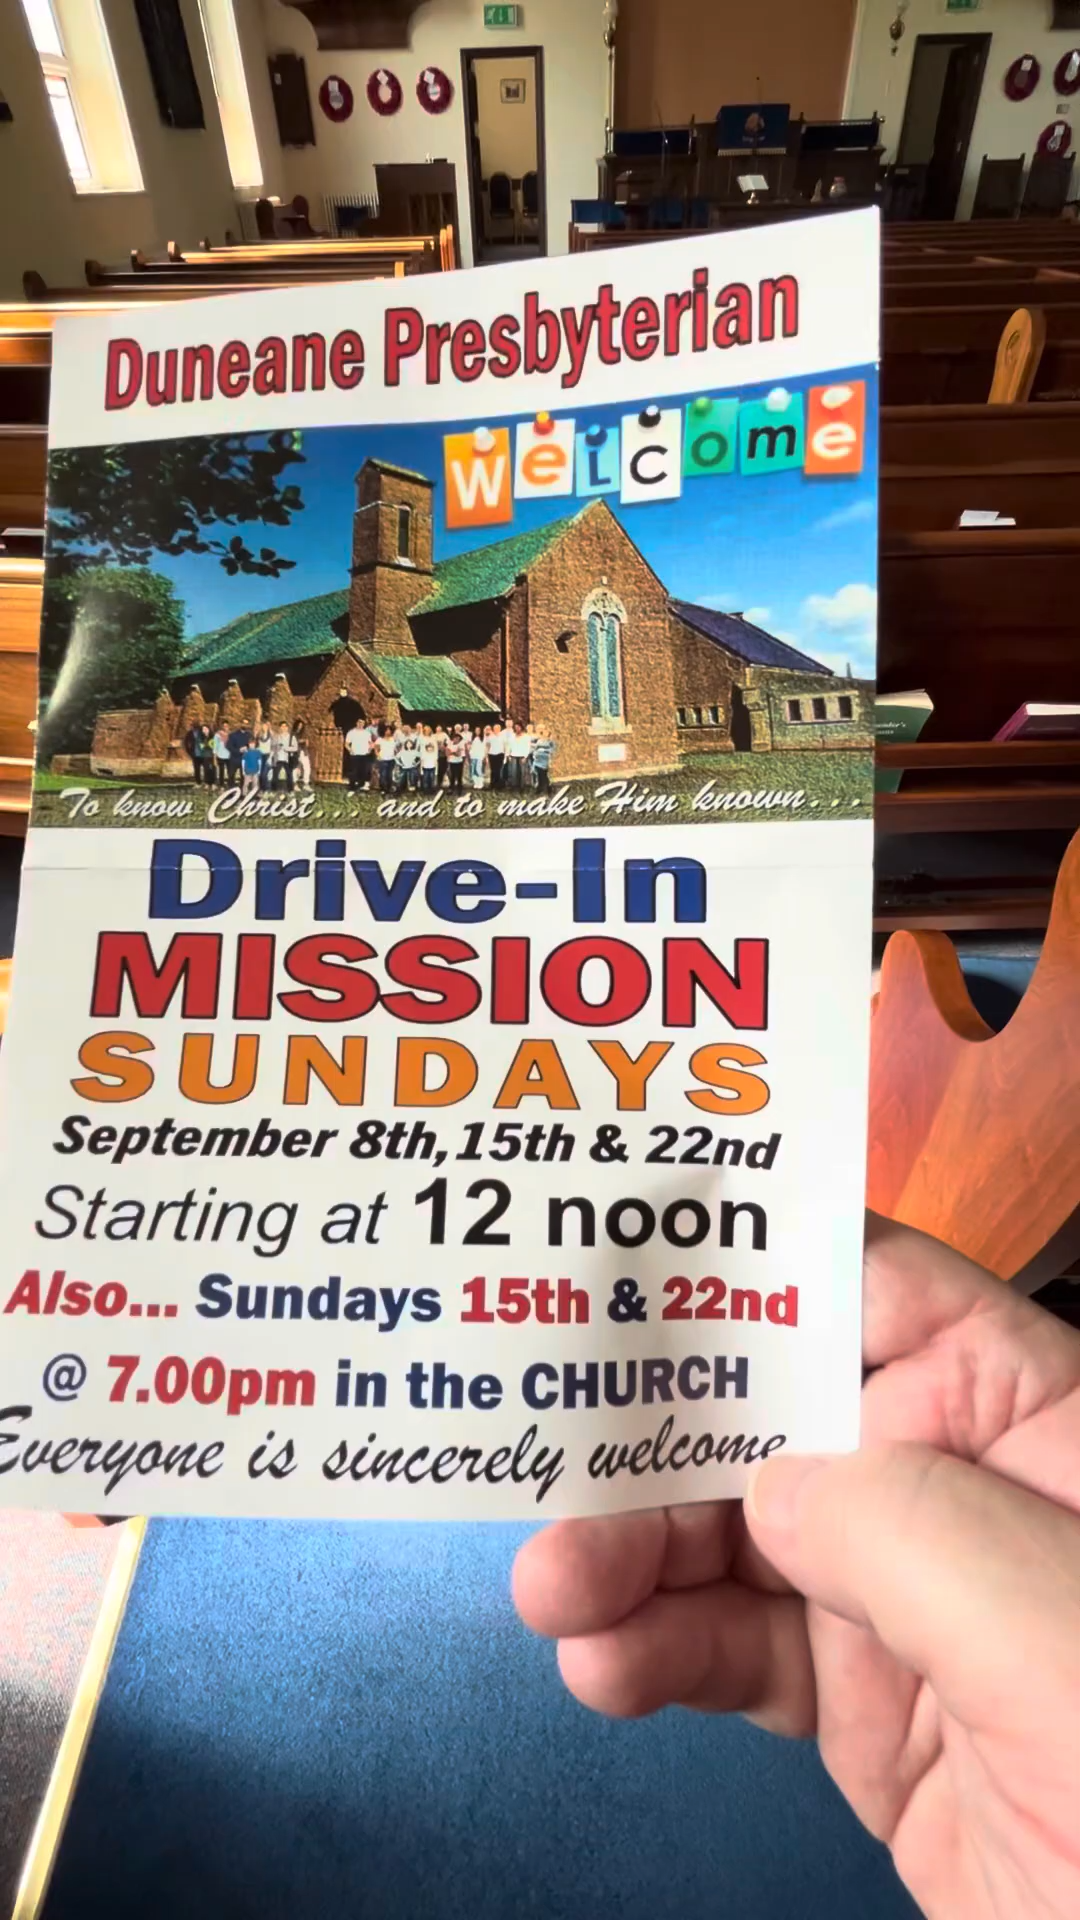 Duneane Presbyterian
weLcome
To know Christ... and to make Him known...
Drive-In
MISSION
SUNDAYS
September 8th,15th & 22nd
Starting at 12 noon
Also... Sundays 15th & 22nd
@ 7.00pm in the CHURCH
Everyone is sincerely welcome